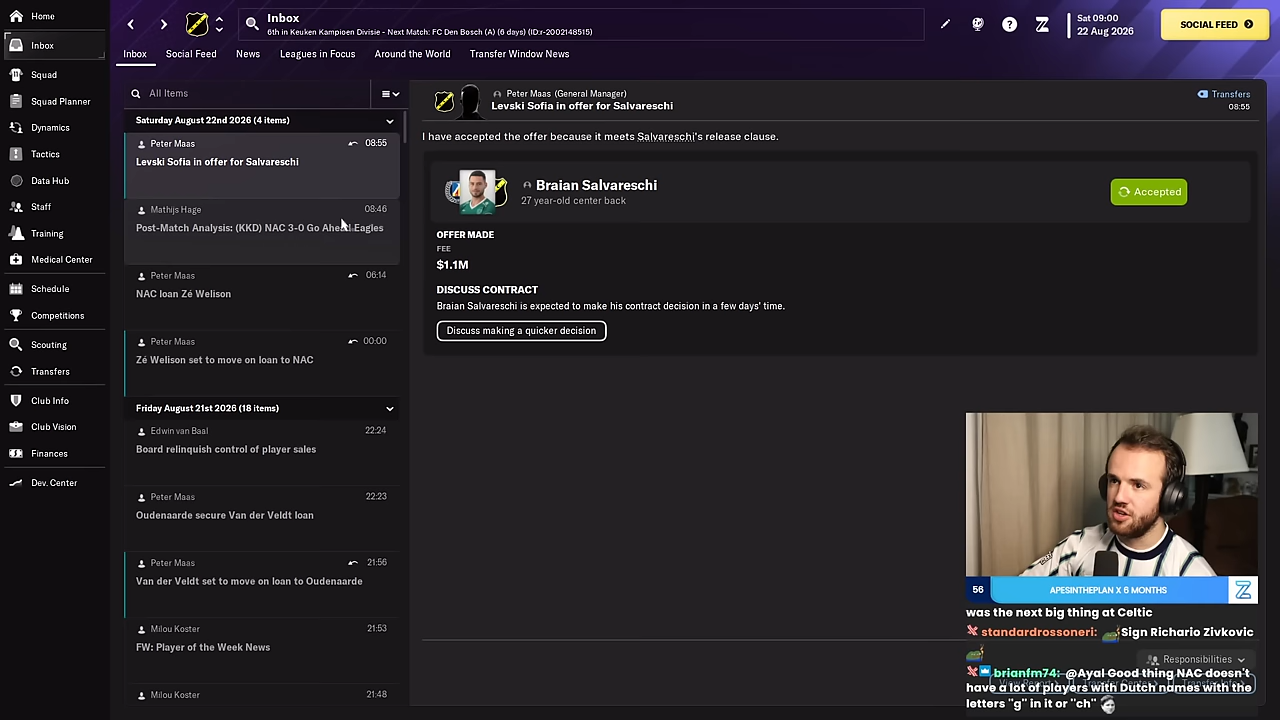 Home
Inbox
Squad
Squad Planner
Dynamics
Tactics
Data Hub
Staff
Training
Medical Center
Schedule
Competitions
Scouting
Transfers
Club Info
Club Vision
Finances
Dev. Center
Inbox
6th in Keuken Kampioen Divisie - Next Match: FC Den Bosch (A) (6 days) (ID:r-2002148515)
Sat 09:00
22 Aug 2026
SOCIAL FEED
Inbox
Social Feed
News
Leagues in Focus
Around the World
Transfer Window News
All Items
Saturday August 22nd 2026 (4 items)
Peter Maas
08:55
Levski Sofia in offer for Salvareschi
Mathijs Hage
08:46
Post-Match Analysis: (KKD) NAC 3-0 Go Ahead Eagles
Peter Maas
06:14
NAC loan Zé Welison
Peter Maas
00:00
Zé Welison set to move on loan to NAC
Friday August 21st 2026 (18 items)
Edwin van Baal
22:24
Board relinquish control of player sales
Peter Maas
22:23
Oudenaarde secure Van der Veldt loan
Peter Maas
21:56
Van der Veldt set to move on loan to Oudenaarde
Milou Koster
21:53
FW: Player of the Week News
Milou Koster
21:48
Peter Maas (General Manager)
Levski Sofia in offer for Salvareschi
Transfers
08:55
I have accepted the offer because it meets Salvareschi's release clause.
Braian Salvareschi
27 year-old center back
Accepted
OFFER MADE
FEE
$1.1M
DISCUSS CONTRACT
Braian Salvareschi is expected to make his contract decision in a few days' time.
Discuss making a quicker decision
56
APESINTHEPLAN X 6 MONTHS
was the next big thing at Celtic
standardrossoneri: Sign Richario Zivkovic
Responsibilities
brianfm74: @Ayal Good thing NAC doesn't
have a lot of players with Dutch names with the
letters "g" in it or "ch"